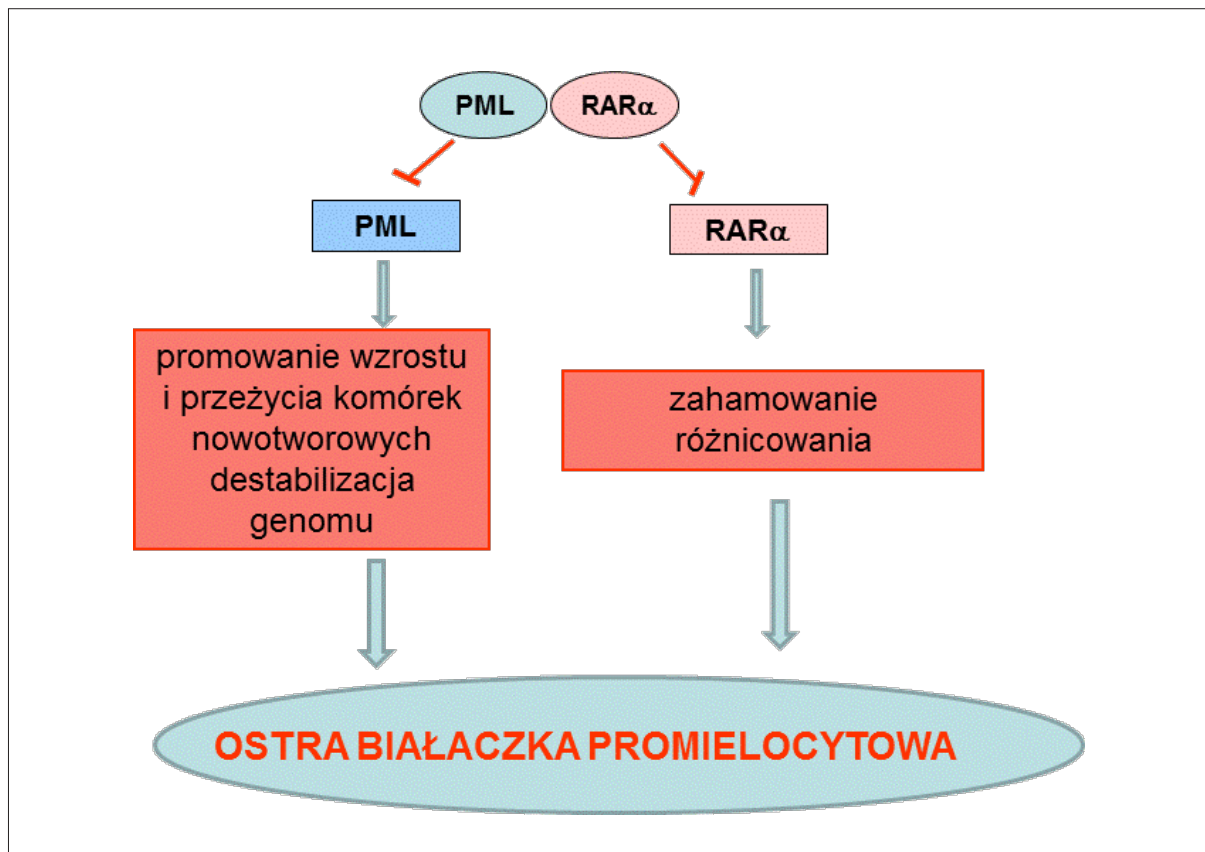 PML
RARα
PML
RARα
promowanie wzrostu
i przeżycia komórek
nowotworowych
destabilizacja
genomu
zahamowanie
różnicowania
OSTRA BIAŁACZKA PROMIELOCYTOWA